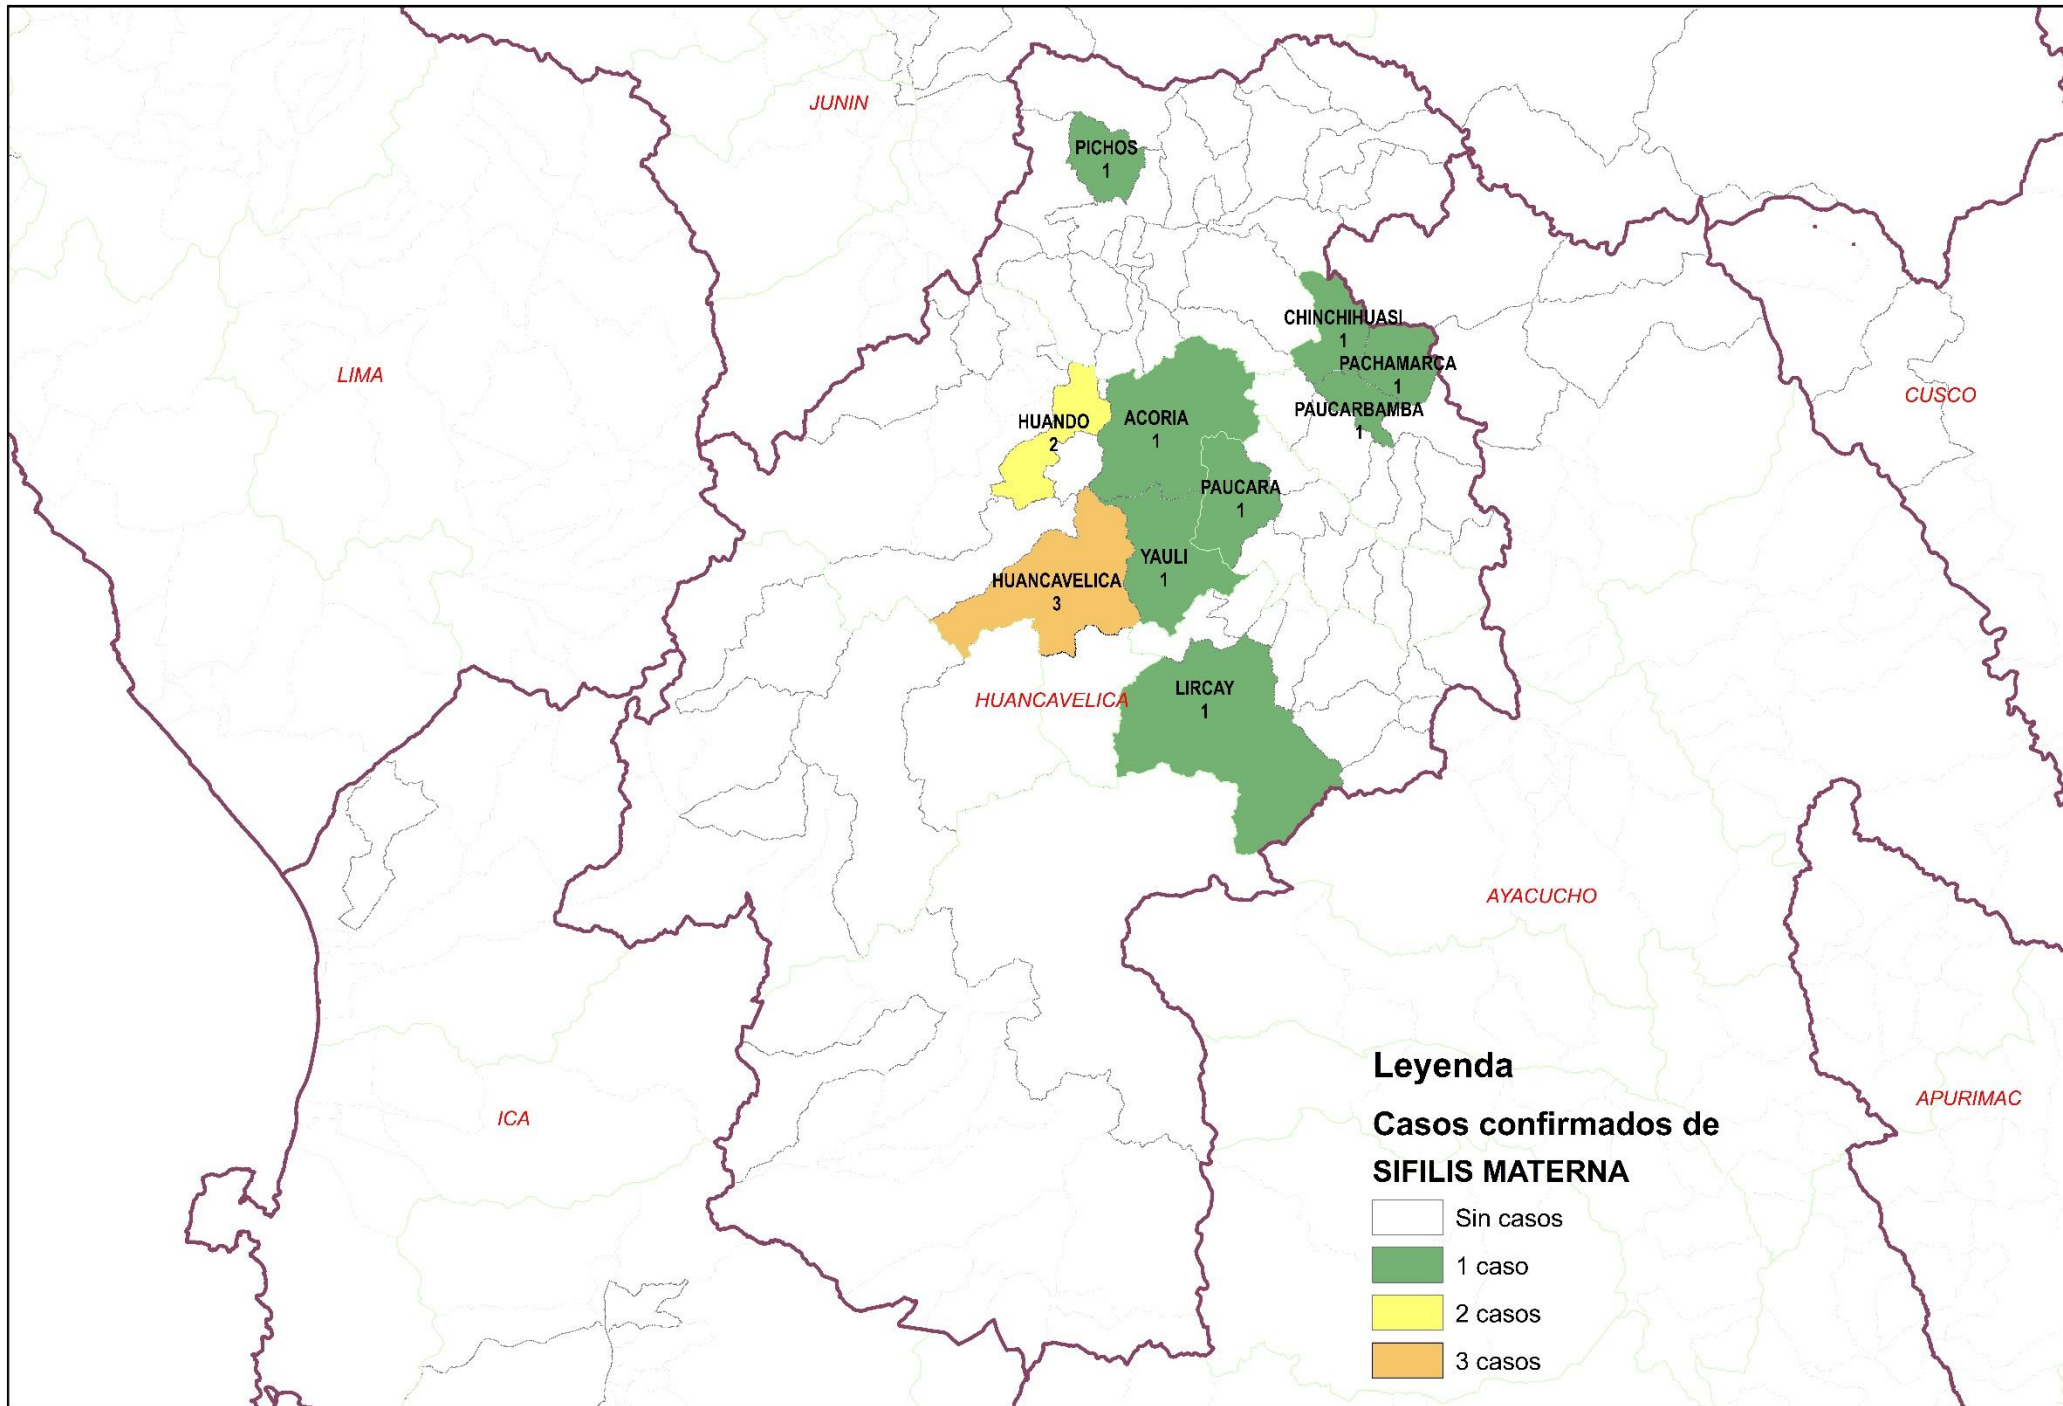 JUNIN
PICHOS
1
LIMA
CHINCHIHUASI
1
PACHAMARCA
1
PAUCARBAMBA
1
CUSCO
HUANDO
2
ACORIA
1
PAUCARA
1
YAULI
1
HUANCAVELICA
3
LIRCAY
1
HUANCAVELICA
AYACUCHO
ICA
APURIMAC
Leyenda
Casos confirmados de
SIFILIS MATERNA
Sin casos
1 caso
2 casos
3 casos